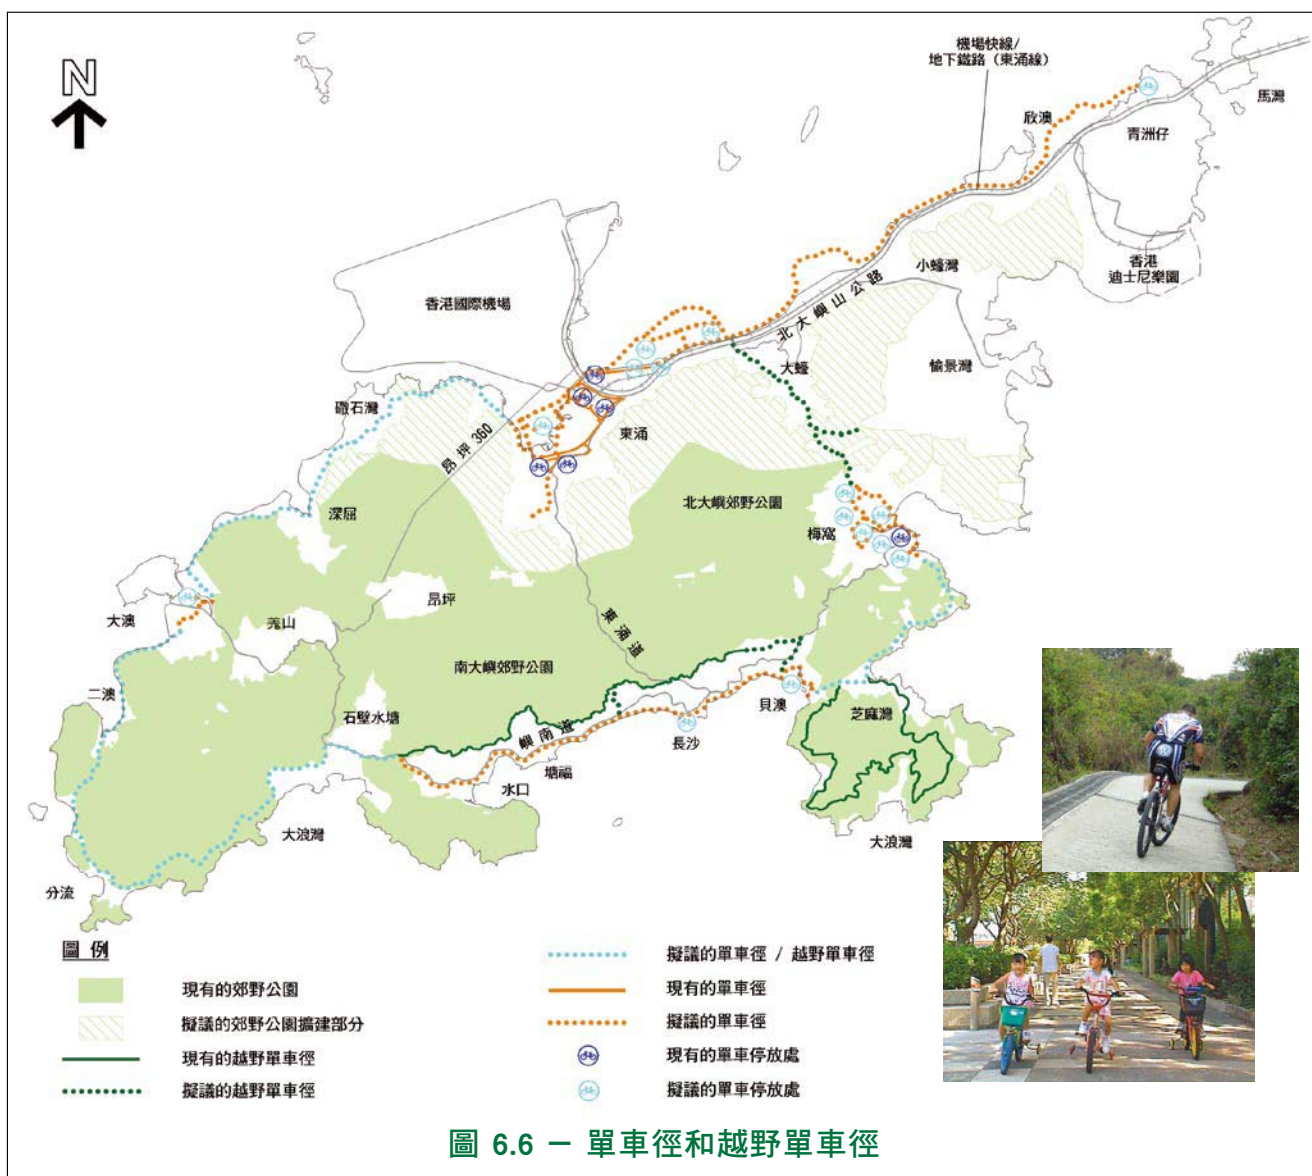 N
機場快線/
地下鐵路（東涌線）
馬灣
欣澳
青洲仔
香港
迪士尼樂園
小蠔灣
北大嶼山公路
香港國際機場
大蠔
愉景灣
磡石灣
昂坪 360
東涌
深屈
北大嶼郊野公園
梅窩
昂坪
大澳
羗山
東涌道
南大嶼郊野公園
二澳
石壁水塘
貝澳
芝麻灣
嶼南道
長沙
塘福
水口
大浪灣
大浪灣
分流
圖 例
現有的郊野公園
擬議的郊野公園擴建部分
現有的越野單車徑
擬議的越野單車徑
擬議的單車徑 / 越野單車徑
現有的單車徑
擬議的單車徑
現有的單車停放處
擬議的單車停放處
圖 6.6 － 單車徑和越野單車徑